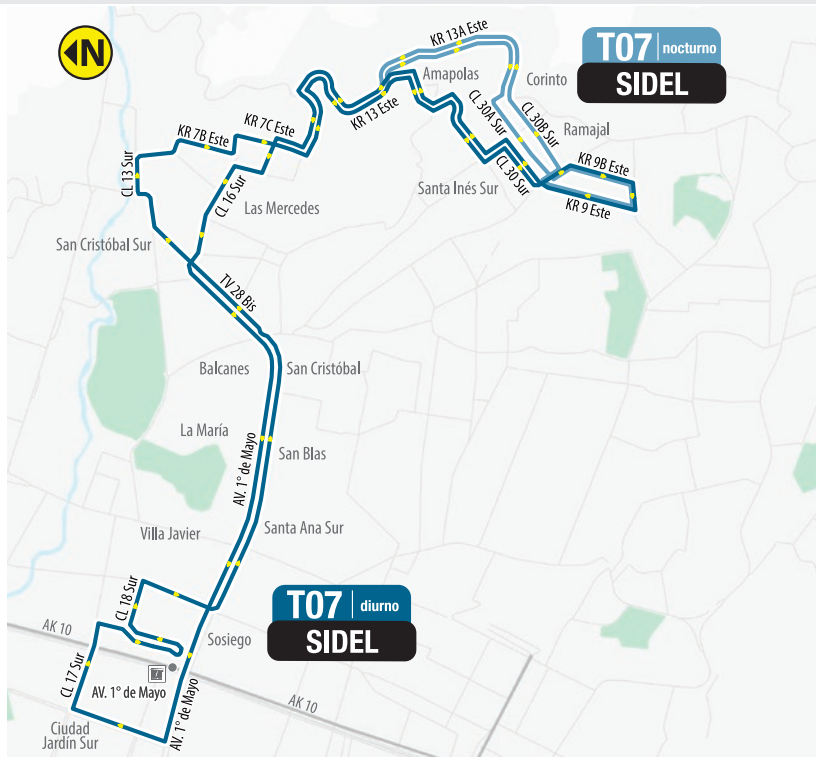 N
KR 13A Este
T07 nocturno
SIDEL
Amapolas
Corinto
KR 7B Este
KR 7C Este
KR 13 Este
CL 30A Sur
CL 30B Sur
Ramajal
CL 13 Sur
CL 16 Sur
CL 30 Sur
KR 9B Este
Santa Inés Sur
KR 9 Este
Las Mercedes
San Cristóbal Sur
TV 28 Bis
Balcanes
San Cristóbal
La María
AV. 1° de Mayo
San Blas
Villa Javier
Santa Ana Sur
CL 18 Sur
T07 diurno
SIDEL
AK 10
Sosiego
CL 17 Sur
AV. 1° de Mayo
AV. 1° de Mayo
AK 10
Ciudad
Jardín Sur